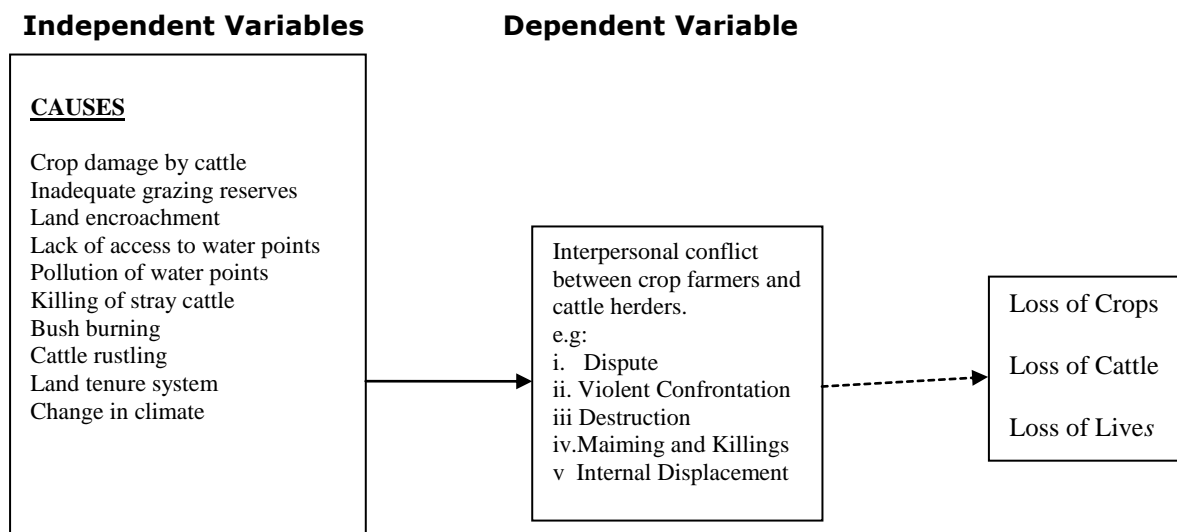 Independent Variables
Dependent Variable
CAUSES
Crop damage by cattle
Inadequate grazing reserves
Land encroachment
Lack of access to water points
Pollution of water points
Killing of stray cattle
Bush burning
Cattle rustling
Land tenure system
Change in climate
Interpersonal conflict
between crop farmers and
cattle herders.
e.g:
i. Dispute
ii. Violent Confrontation
iii Destruction
iv.Maiming and Killings
v Internal Displacement
Loss of Crops
Loss of Cattle
Loss of Lives